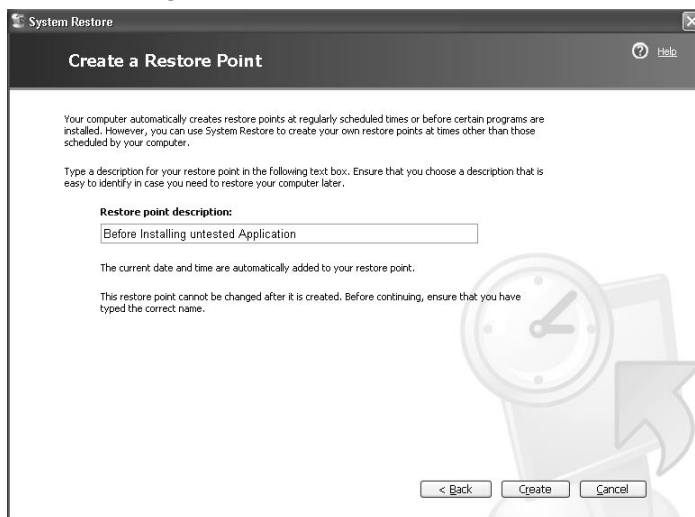 System Restore
Create a Restore Point
Help
Your computer automatically creates restore points at regularly scheduled times or before certain programs are
installed. However, you can use System Restore to create your own restore points at times other than those
scheduled by your computer.
Type a description for your restore point in the following text box. Ensure that you choose a description that is
easy to identify in case you need to restore your computer later.
Restore point description:
Before Installing untested Application
The current date and time are automatically added to your restore point.
This restore point cannot be changed after it is created. Before continuing, ensure that you have
typed the correct name.
< Back Create Cancel